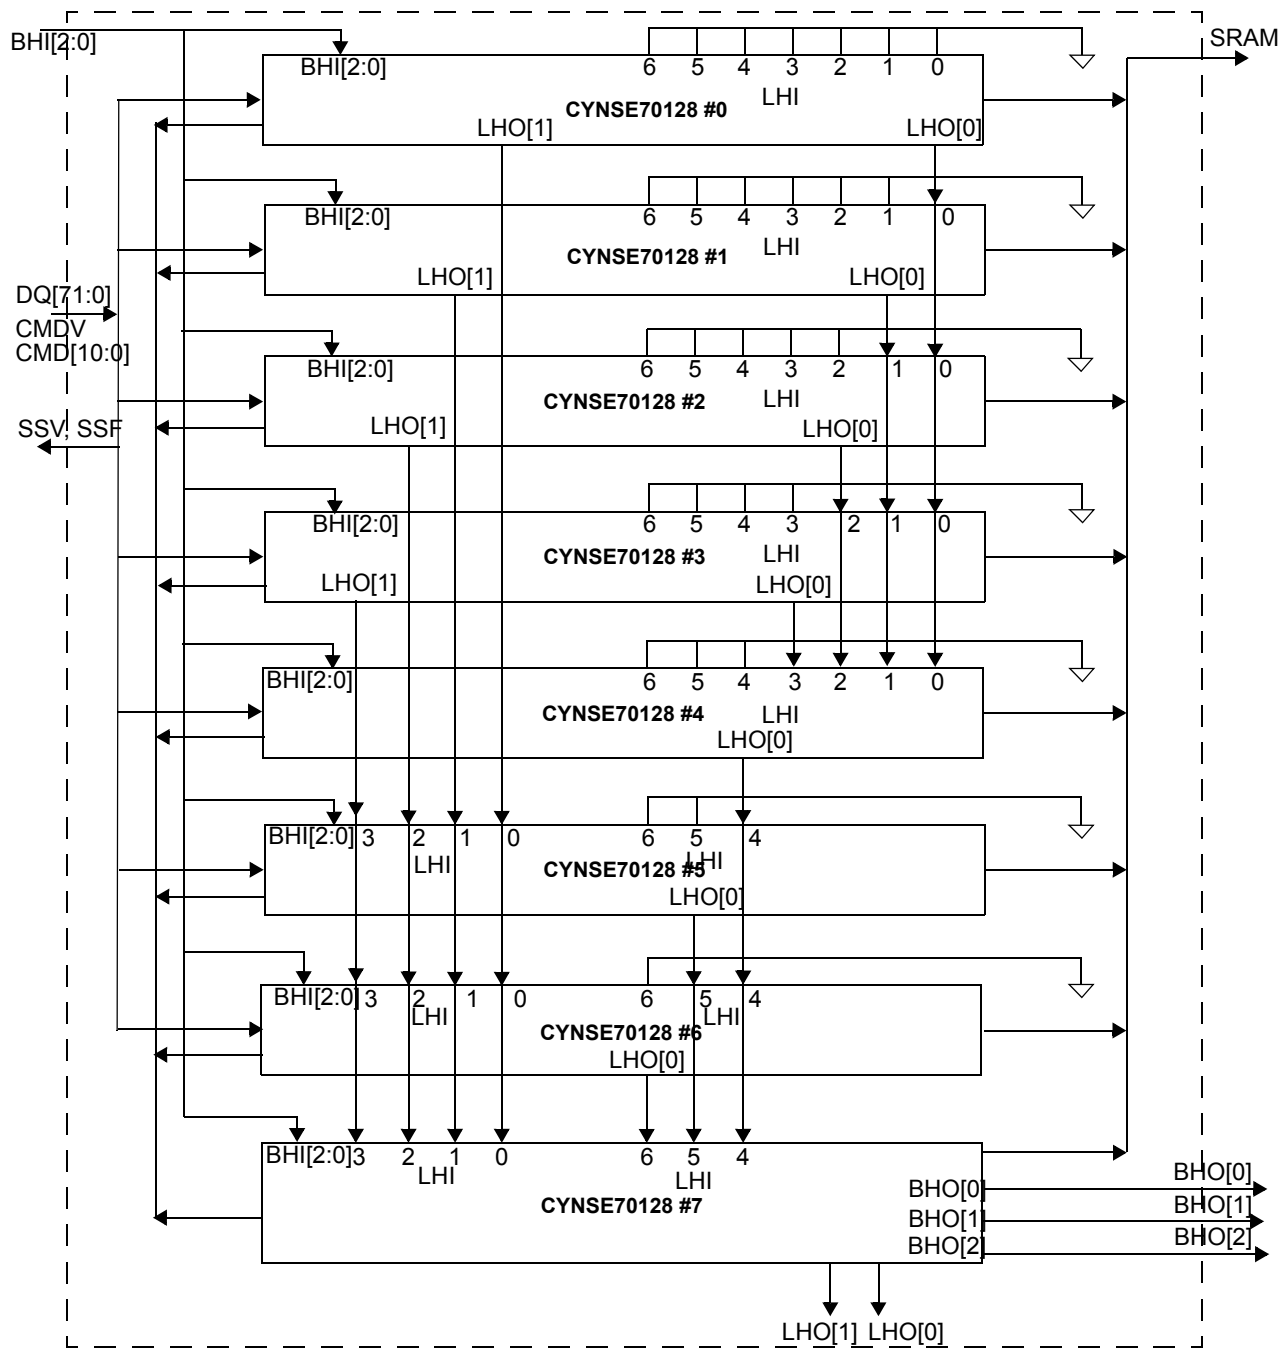 BHI[2:0] SRAM
BHI[2:0] 6 5 4 3 2 1 0
LHI
CYNSE70128 #0
LHO[1] LHO[0]
BHI[2:0] 6 5 4 3 2 1 0
LHI
CYNSE70128 #1
LHO[1] LHO[0]
DQ[71:0]
CMDV
CMD[10:0]
BHI[2:0] 6 5 4 3 2 1 0
LHI
CYNSE70128 #2
LHO[1] LHO[0]
SSV, SSF
BHI[2:0] 6 5 4 3 2 1 0
LHI
CYNSE70128 #3
LHO[1] LHO[0]
BHI[2:0] 6 5 4 3 2 1 0
LHI
CYNSE70128 #4
LHO[0]
BHI[2:0] 3 2 1 0 6 5 4
LHI LHI
CYNSE70128 #5
LHO[0]
BHI[2:0] 3 2 1 0 6 5 4
LHI LHI
CYNSE70128 #6
LHO[0]
BHI[2:0] 3 2 1 0 6 5 4
LHI LHI
CYNSE70128 #7
BHO[0] BHO[0]
BHO[1] BHO[1]
BHO[2] BHO[2]
LHO[1] LHO[0]